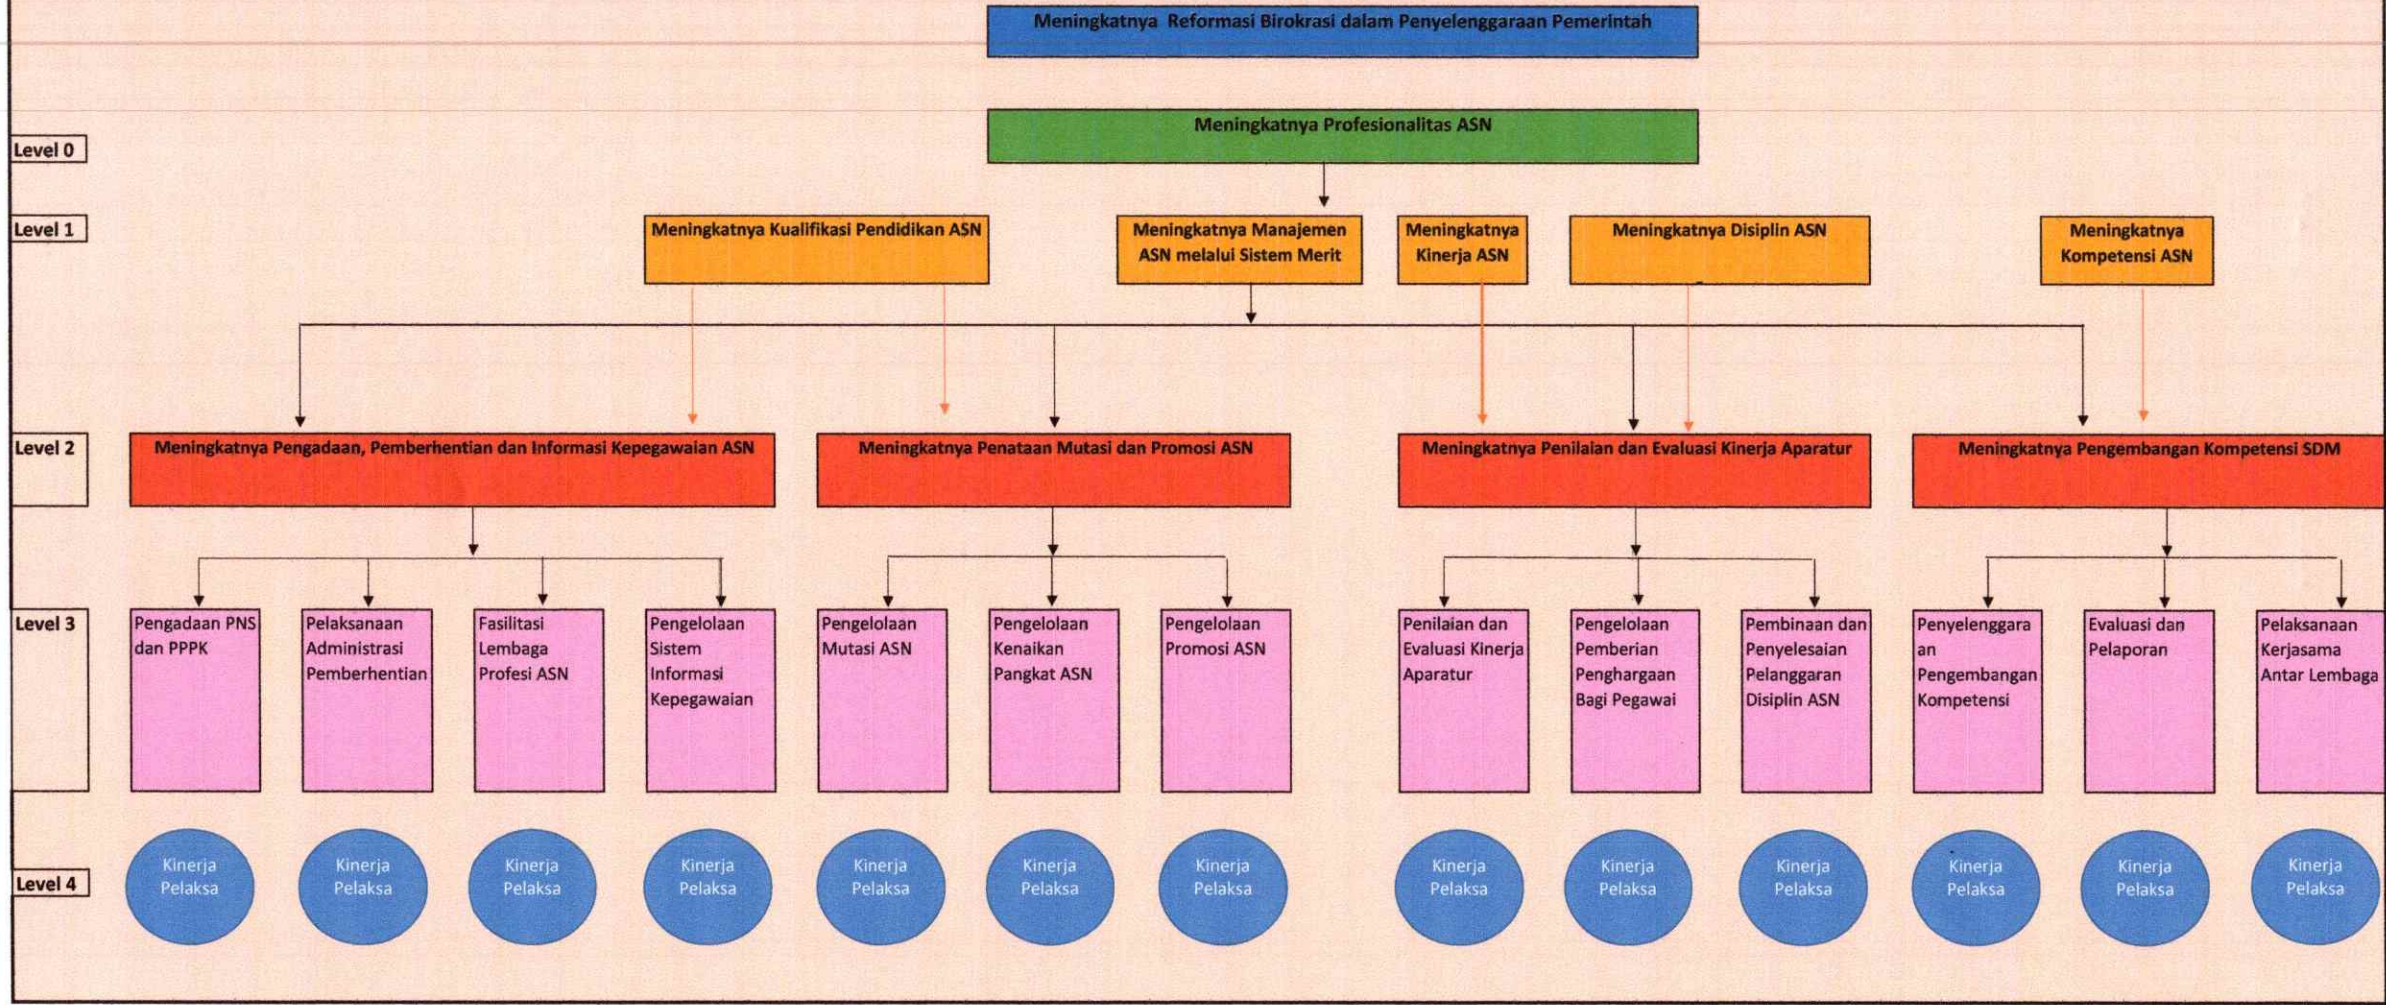 Meningkatnya Reformasi Birokrasi dalam Penyelenggaraan Pemerintah
Meningkatnya Profesionalitas ASN
Level 0
Level 1
Meningkatnya Kualifikasi Pendidikan ASN
Meningkatnya Manajemen
ASN melalui Sistem Merit
Meningkatnya
Kinerja ASN
Meningkatnya Disiplin ASN
Meningkatnya
Kompetensi ASN
Level 2
Meningkatnya Pengadaan, Pemberhentian dan Informasi Kepegawaian ASN
Meningkatnya Penataan Mutasi dan Promosi ASN
Meningkatnya Penilaian dan Evaluasi Kinerja Aparatur
Meningkatnya Pengembangan Kompetensi SDM
Level 3
Pengadaan PNS
dan PPPK
Pelaksanaan
Administrasi
Pemberhentian
Fasilitasi
Lembaga
Profesi ASN
Pengelolaan
Sistem
Informasi
Kepegawaian
Pengelolaan
Mutasi ASN
Pengelolaan
Kenaikan
Pangkat ASN
Pengelolaan
Promosi ASN
Penilaian dan
Evaluasi Kinerja
Aparatur
Pengelolaan
Pemberian
Penghargaan
Bagi Pegawai
Pembinaan dan
Penyelesaian
Pelanggaran
Disiplin ASN
Penyelenggara
an
Pengembangan
Kompetensi
Evaluasi dan
Pelaporan
Pelaksanaan
Kerjasama
Antar Lembaga
Level 4
Kinerja
Pelaksa
Kinerja
Pelaksa
Kinerja
Pelaksa
Kinerja
Pelaksa
Kinerja
Pelaksa
Kinerja
Pelaksa
Kinerja
Pelaksa
Kinerja
Pelaksa
Kinerja
Pelaksa
Kinerja
Pelaksa
Kinerja
Pelaksa
Kinerja
Pelaksa
Kinerja
Pelaksa